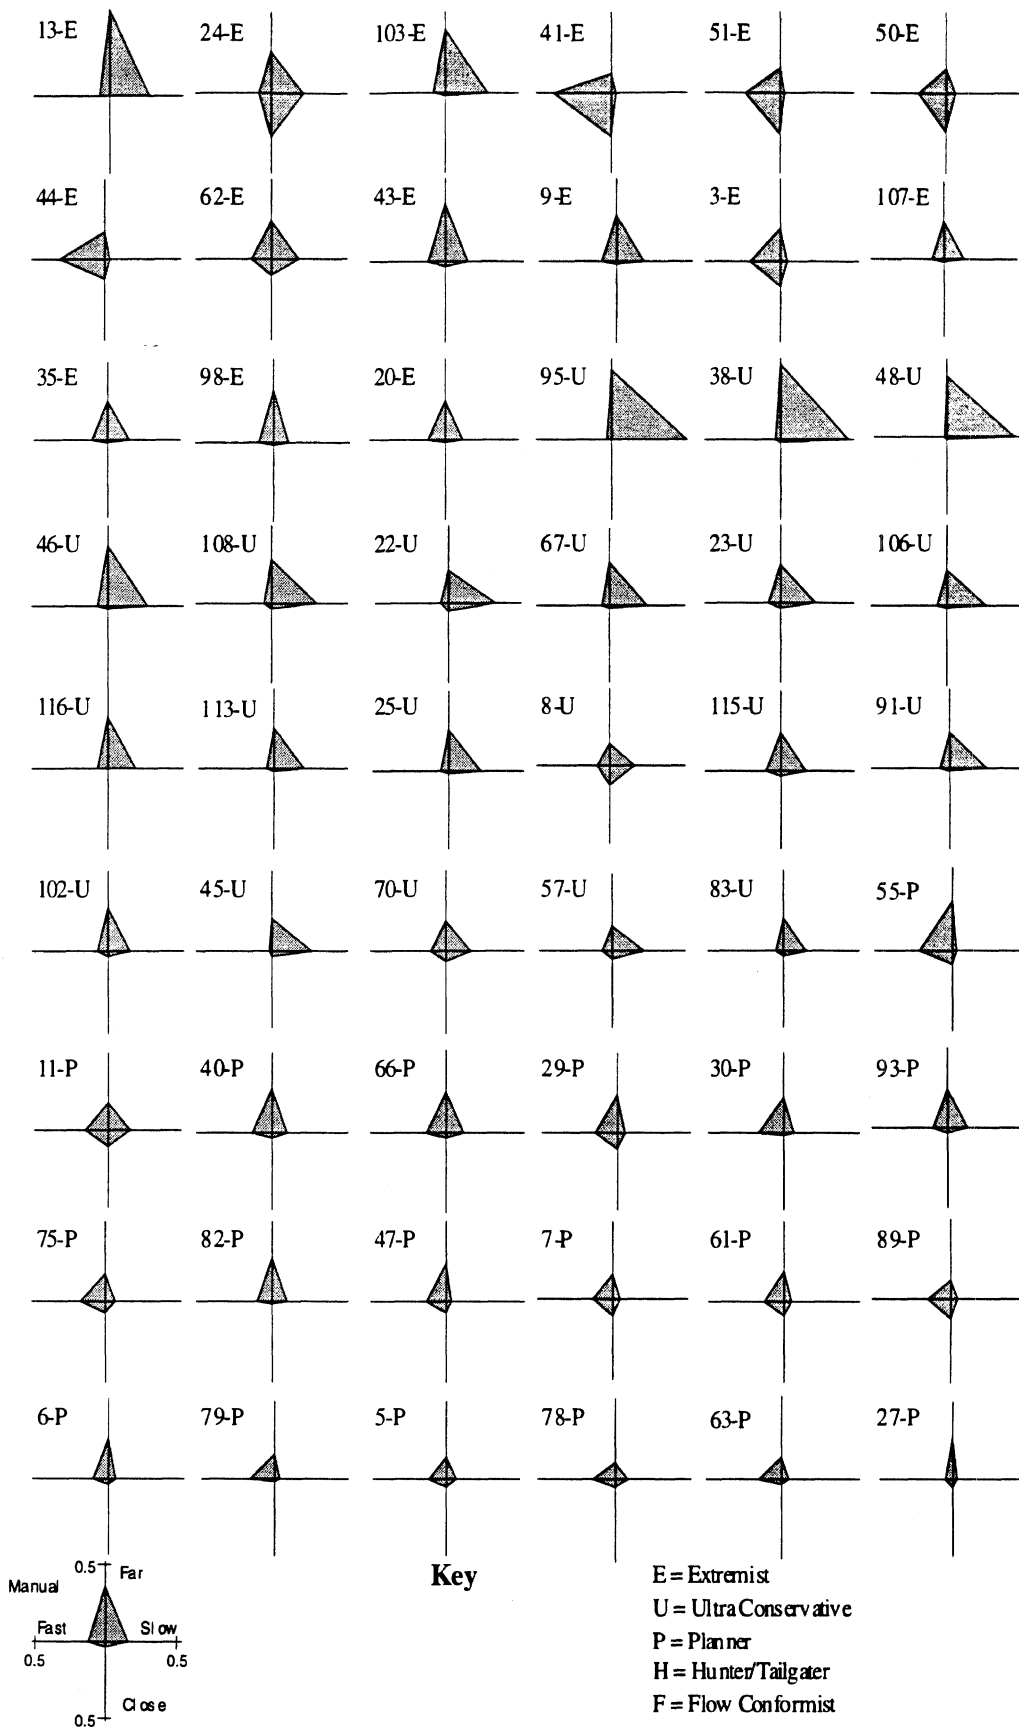 13-E 24-E 103-E 41-E 51-E 50-E
44-E 62-E 43-E 9-E 3-E 107-E
35-E 98-E 20-E 95-U 38-U 48-U
46-U 108-U 22-U 67-U 23-U 106-U
116-U 113-U 25-U 8-U 115-U 91-U
102-U 45-U 70-U 57-U 83-U 55-P
11-P 40-P 66-P 29-P 30-P 93-P
75-P 82-P 47-P 7-P 61-P 89-P
6-P 79-P 5-P 78-P 63-P 27-P
0.5 Far
Manual
Fast Slow
0.5 0.5
Close
0.5
Key
E = Extremist
U = Ultra Conservative
P = Planner
H = Hunter/Tailgater
F = Flow Conformist